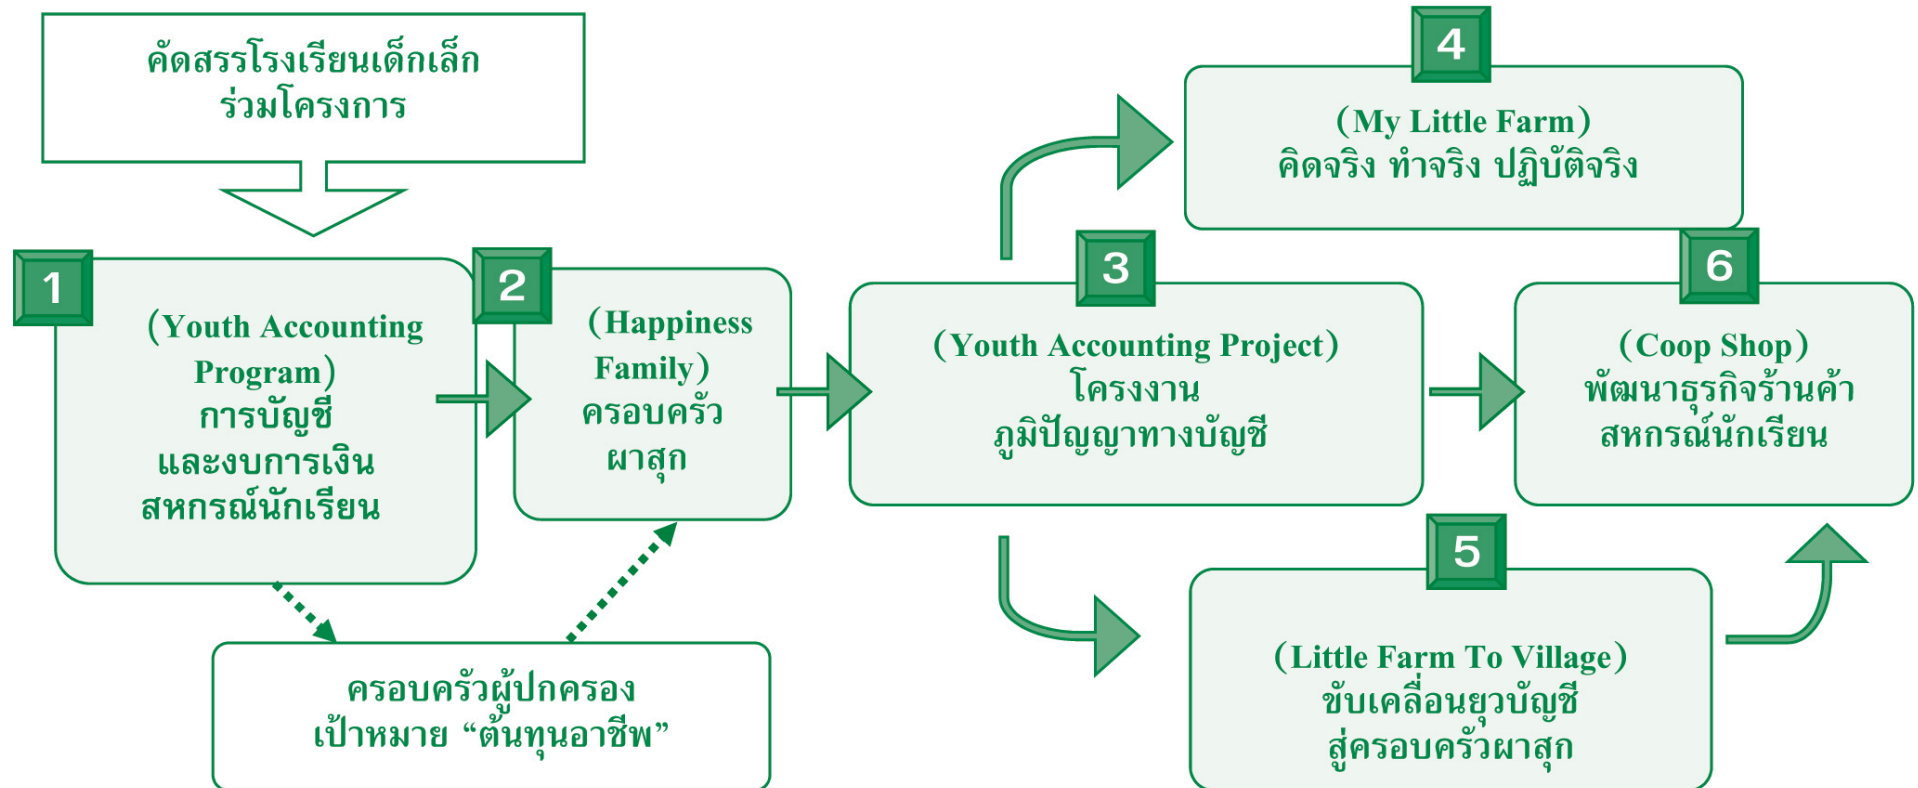 คัดสรรโรงเรียนเด็กเล็ก
ร่วมโครงการ
1
(Youth Accounting
Program)
การบัญชี
และงบการเงิน
สหกรณ์นักเรียน
2
(Happiness
Family)
ครอบครัว
ผาสุก
ครอบครัวผู้ปกครอง
เป้าหมาย “ต้นทุนอาชีพ”
3
(Youth Accounting Project)
โครงงาน
ภูมิปัญญาทางบัญชี
4
(My Little Farm)
คิดจริง ทำจริง ปฏิบัติจริง
5
(Little Farm To Village)
ขับเคลื่อนยุวบัญชี
สู่ครอบครัวผาสุก
6
(Coop Shop)
พัฒนาธุรกิจร้านค้า
สหกรณ์นักเรียน